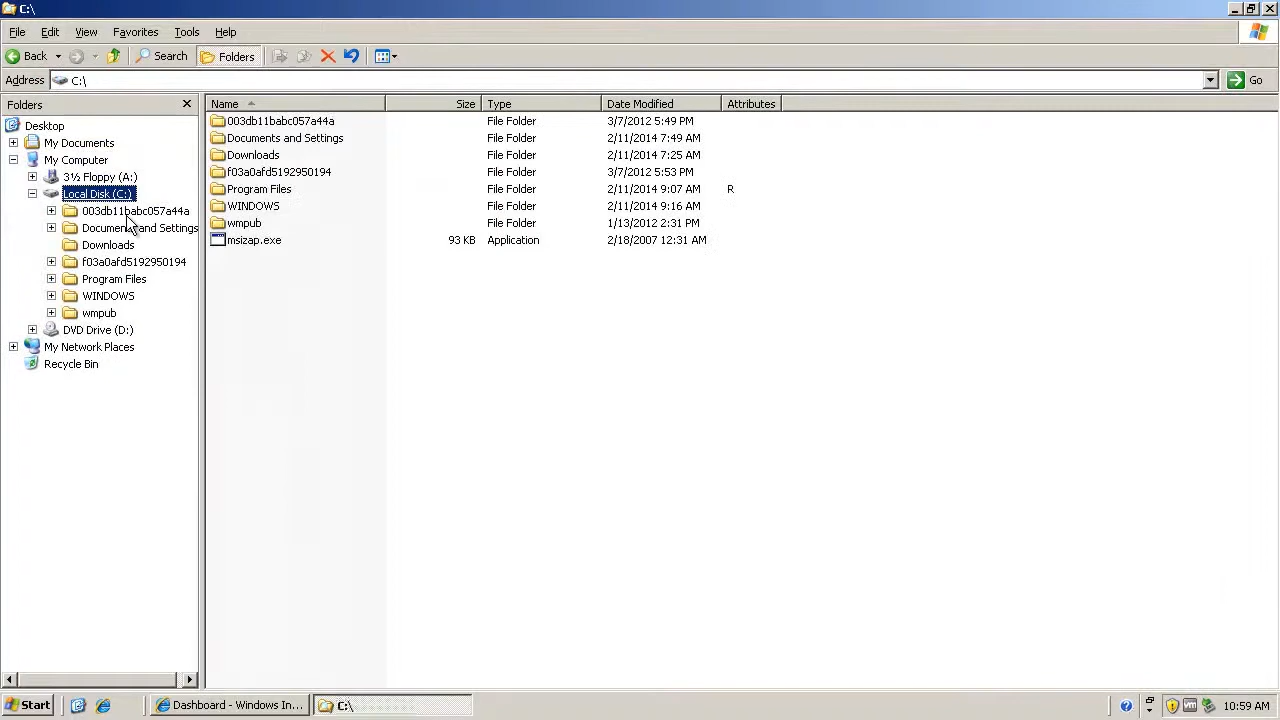 C:\
File Edit View Favorites Tools Help
Back Search Folders
Address C:\ Go
Folders
Name Size Type Date Modified Attributes
Desktop
My Documents
My Computer
3½ Floppy (A:)
Local Disk (C:)
003db11babc057a44a
Documents and Settings
Downloads
f03a0afd5192950194
Program Files
WINDOWS
wmpub
DVD Drive (D:)
My Network Places
Recycle Bin
003db11babc057a44a File Folder 3/7/2012 5:49 PM
Documents and Settings File Folder 2/11/2014 7:49 AM
Downloads File Folder 2/11/2014 7:25 AM
f03a0afd5192950194 File Folder 3/7/2012 5:53 PM
Program Files File Folder 2/11/2014 9:07 AM R
WINDOWS File Folder 2/11/2014 9:16 AM
wmpub File Folder 1/13/2012 2:31 PM
msizap.exe 93 KB Application 2/18/2007 12:31 AM
Start Dashboard - Windows In... C:\ vm 10:59 AM